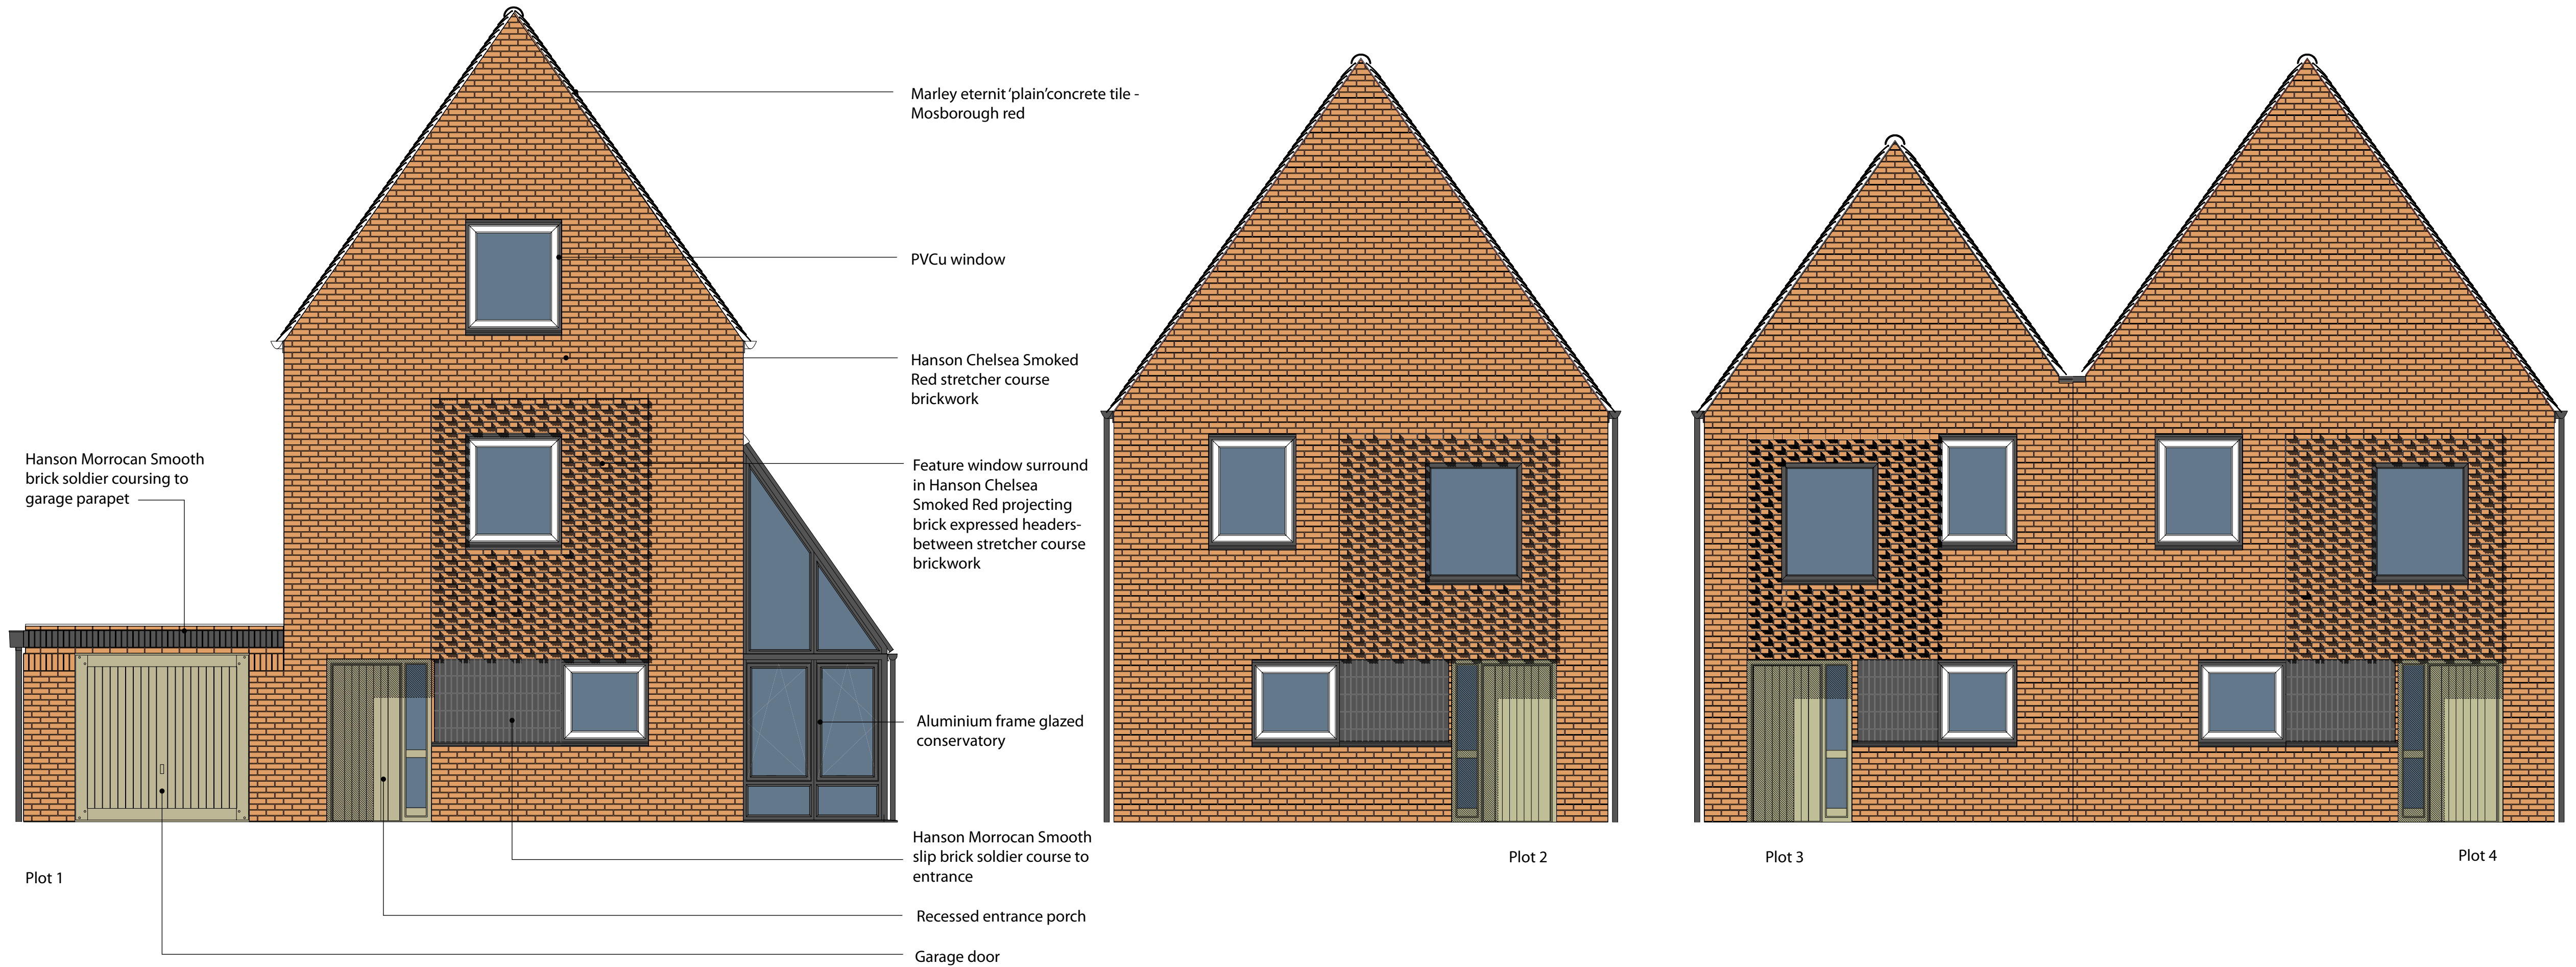 Marley eternit ‘plain’concrete tile -
Mosborough red
PVCu window
Hanson Chelsea Smoked
Red stretcher course
brickwork
Hanson Morrocan Smooth
brick soldier coursing to
garage parapet
Feature window surround
in Hanson Chelsea
Smoked Red projecting
brick expressed headers-
between stretcher course
brickwork
Aluminium frame glazed
conservatory
Hanson Morrocan Smooth
slip brick soldier course to
entrance
Recessed entrance porch
Garage door
Plot 1
Plot 2
Plot 3
Plot 4